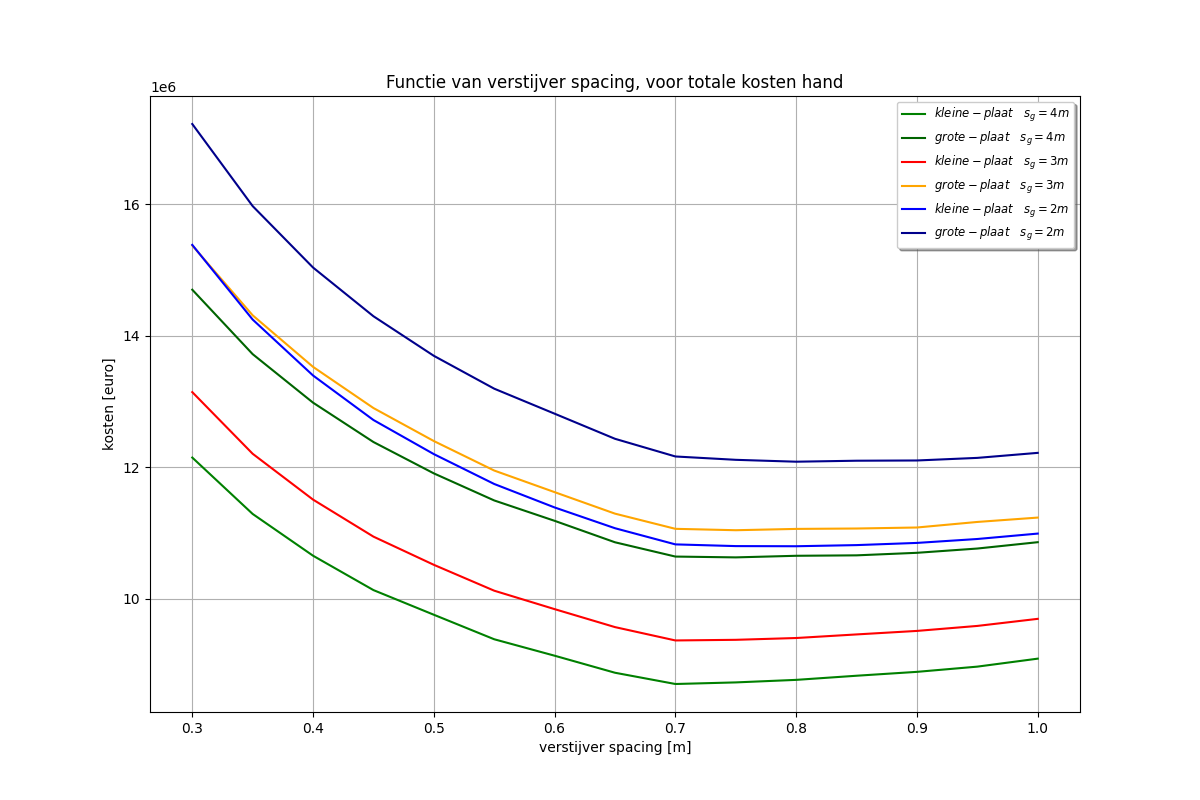 Functie van verstijver spacing, voor totale kosten hand
1e6
16
14
12
10
kosten [euro]
0.3 0.4 0.5 0.6 0.7 0.8 0.9 1.0
verstijver spacing [m]
kleine − plaat s_g = 4m
grote − plaat s_g = 4m
kleine − plaat s_g = 3m
grote − plaat s_g = 3m
kleine − plaat s_g = 2m
grote − plaat s_g = 2m